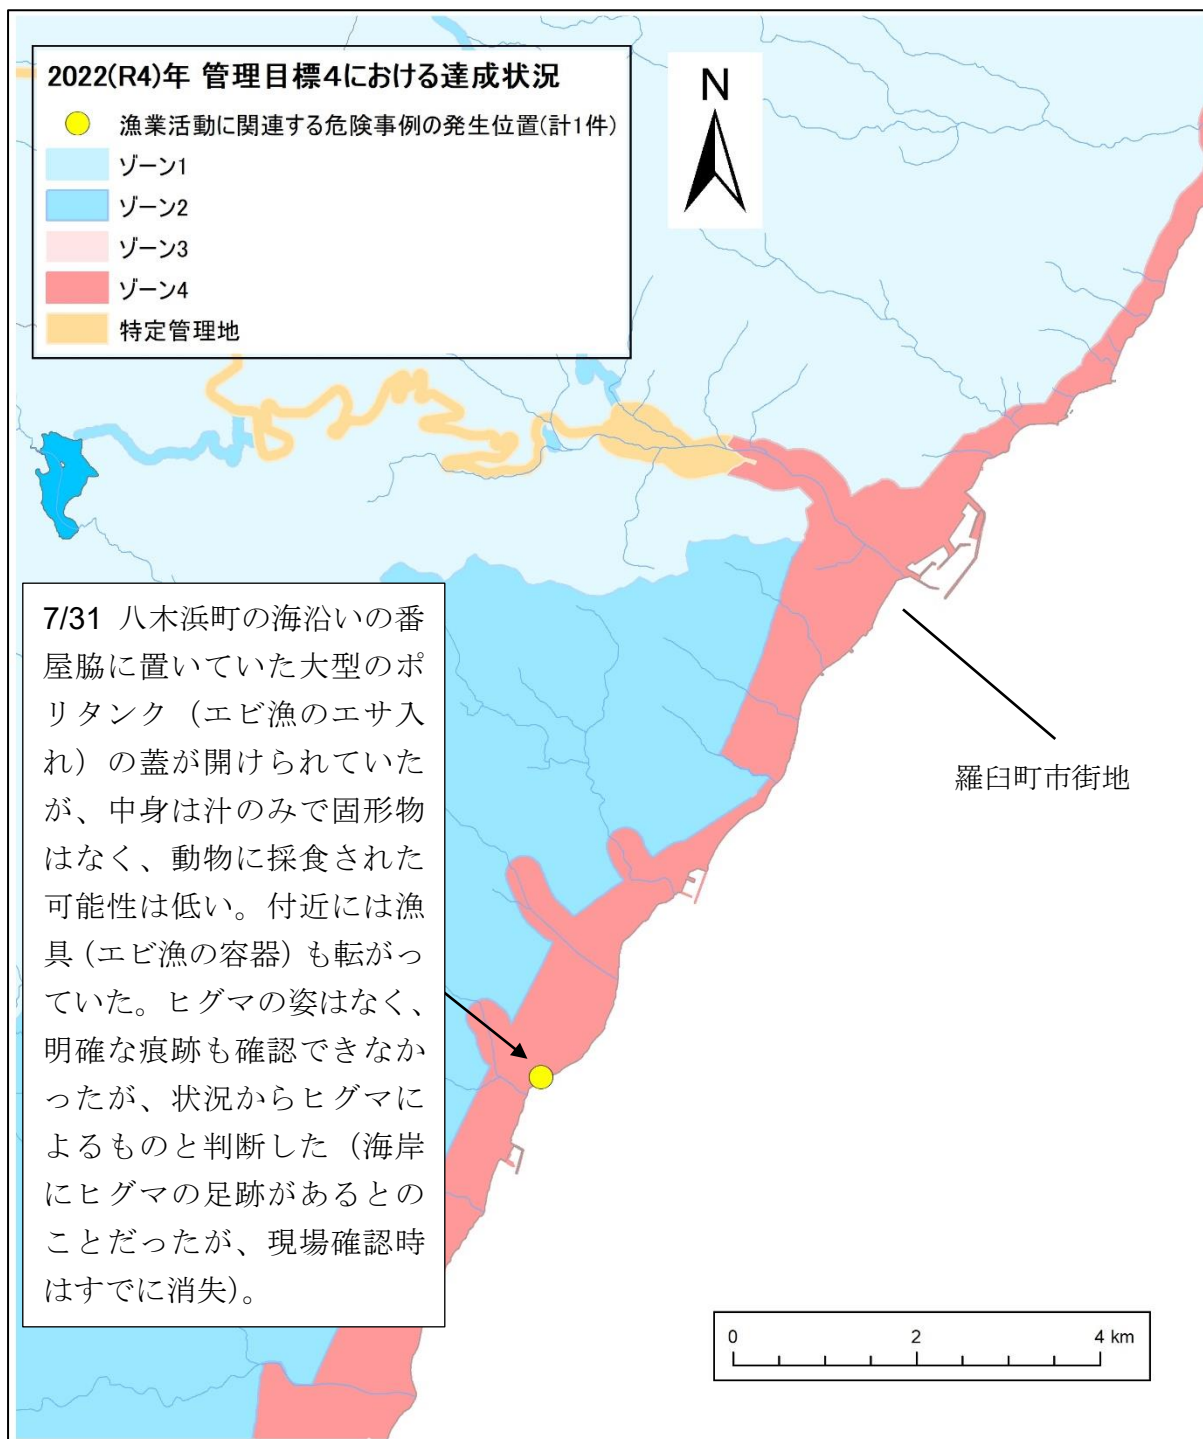 2022(R4)年 管理目標4における達成状況
漁業活動に関連する危険事例の発生位置(計1件)
ゾーン1
ゾーン2
ゾーン3
ゾーン4
特定管理地
N
7/31 八木浜町の海沿いの番
屋脇に置いていた大型のポ
リタンク（エビ漁のエサ入
れ）の蓋が開けられていた
が、中身は汁のみで固形物
はなく、動物に採食された
可能性は低い。付近には漁
具（エビ漁の容器）も転がっ
ていた。ヒグマの姿はなく、
明確な痕跡も確認できなか
ったが、状況からヒグマに
よるものと判断した（海岸
にヒグマの足跡があるとの
ことだったが、現場確認時
はすでに消失）。
羅臼町市街地
0 2 4 km